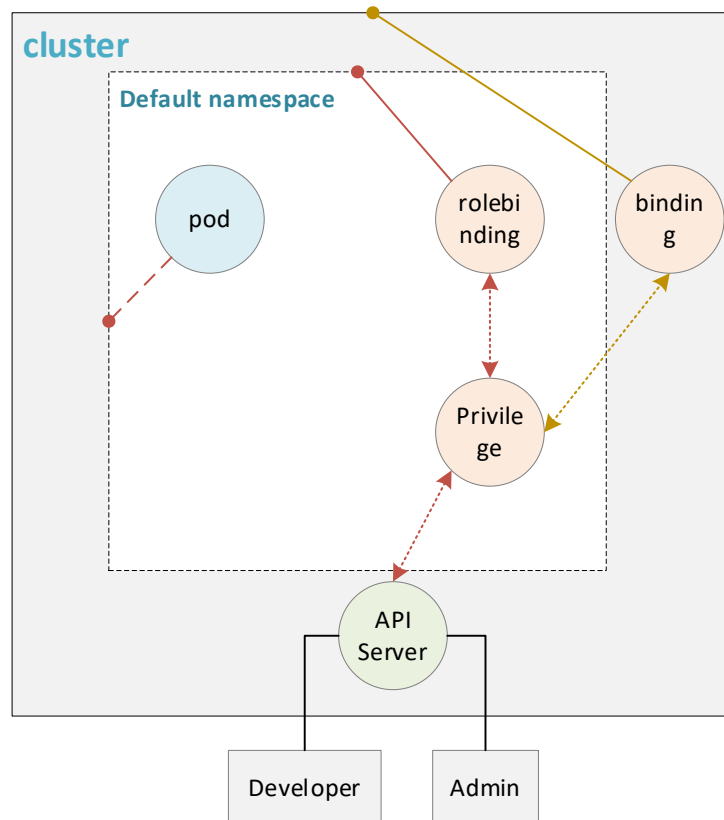 cluster
Default namespace
pod
rolebi
nding
bindin
g
Privile
ge
API
Server
Developer
Admin